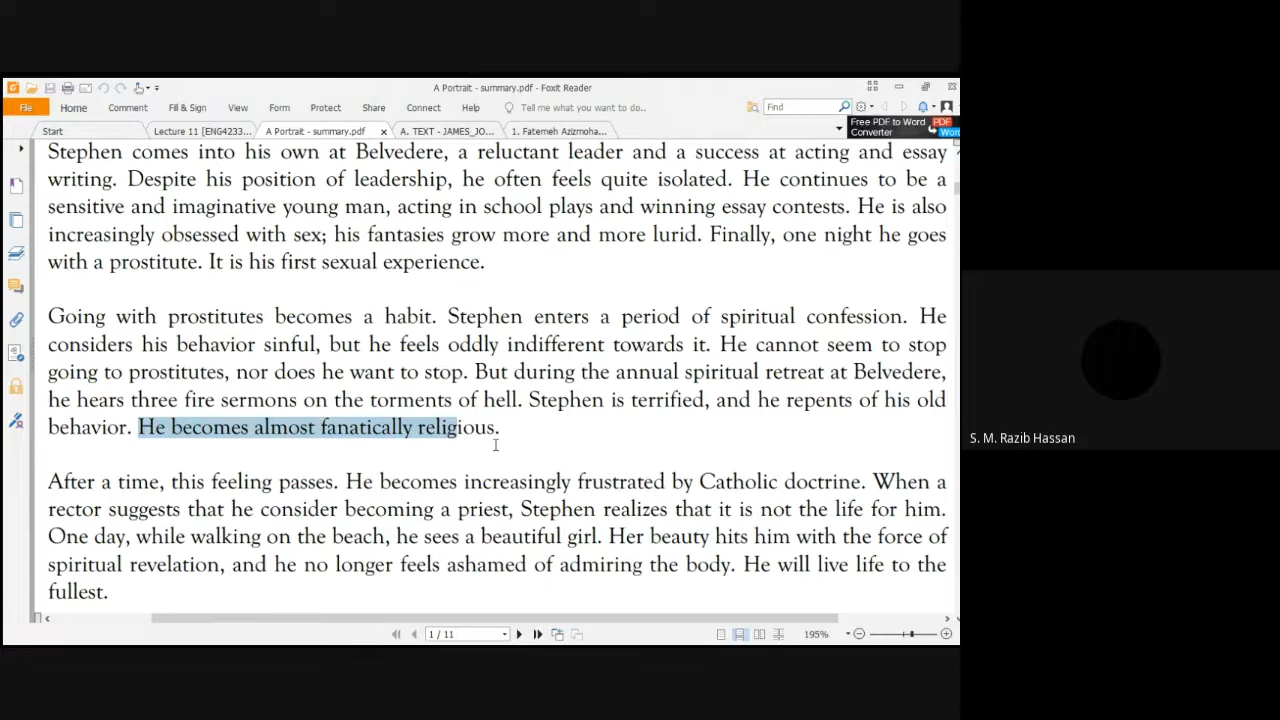 A Portrait - summary.pdf - Foxit Reader
File Home Comment Fill & Sign View Form Protect Share Connect Help Tell me what you want to do.. Find
Free PDF to Word Converter PDF Word
Start Lecture 11 [ENG4233... A Portrait - summary.pdf A. TEXT - JAMES_JO... 1. Fatemeh Azizmoha...
Stephen comes into his own at Belvedere, a reluctant leader and a success at acting and essay
writing. Despite his position of leadership, he often feels quite isolated. He continues to be a
sensitive and imaginative young man, acting in school plays and winning essay contests. He is also
increasingly obsessed with sex; his fantasies grow more and more lurid. Finally, one night he goes
with a prostitute. It is his first sexual experience.
Going with prostitutes becomes a habit. Stephen enters a period of spiritual confession. He
considers his behavior sinful, but he feels oddly indifferent towards it. He cannot seem to stop
going to prostitutes, nor does he want to stop. But during the annual spiritual retreat at Belvedere,
he hears three fire sermons on the torments of hell. Stephen is terrified, and he repents of his old
behavior. He becomes almost fanatically religious.
After a time, this feeling passes. He becomes increasingly frustrated by Catholic doctrine. When a
rector suggests that he consider becoming a priest, Stephen realizes that it is not the life for him.
One day, while walking on the beach, he sees a beautiful girl. Her beauty hits him with the force of
spiritual revelation, and he no longer feels ashamed of admiring the body. He will live life to the
fullest.
1 / 11 195%
S. M. Razib Hassan